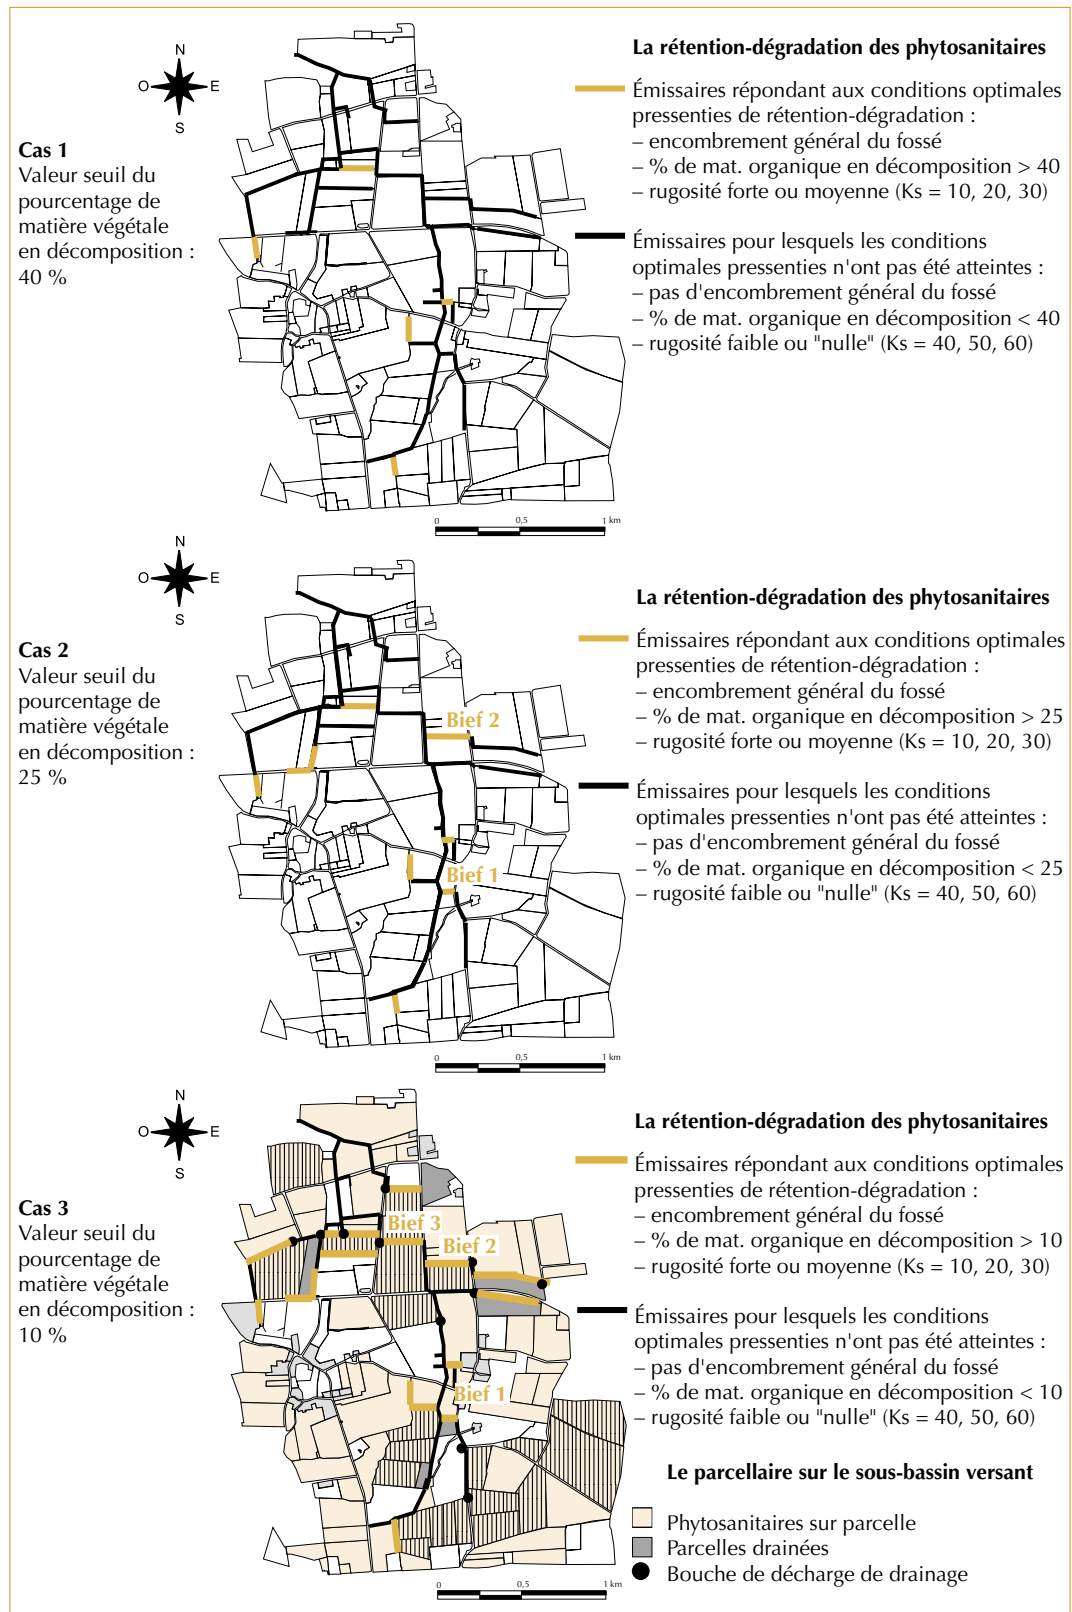 N
O
E
S
Cas 1
Valeur seuil du
pourcentage de
matière végétale
en décomposition :
40 %
La rétention-dégradation des phytosanitaires
Émissaires répondant aux conditions optimales
pressenties de rétention-dégradation :
– encombrement général du fossé
– % de mat. organique en décomposition > 40
– rugosité forte ou moyenne (Ks = 10, 20, 30)
Émissaires pour lesquels les conditions
optimales pressenties n'ont pas été atteintes :
– pas d'encombrement général du fossé
– % de mat. organique en décomposition < 40
– rugosité faible ou "nulle" (Ks = 40, 50, 60)
0 0,5 1 km
N
O
E
S
Cas 2
Valeur seuil du
pourcentage de
matière végétale
en décomposition :
25 %
Bief 2
Bief 1
La rétention-dégradation des phytosanitaires
Émissaires répondant aux conditions optimales
pressenties de rétention-dégradation :
– encombrement général du fossé
– % de mat. organique en décomposition > 25
– rugosité forte ou moyenne (Ks = 10, 20, 30)
Émissaires pour lesquels les conditions
optimales pressenties n'ont pas été atteintes :
– pas d'encombrement général du fossé
– % de mat. organique en décomposition < 25
– rugosité faible ou "nulle" (Ks = 40, 50, 60)
0 0,5 1 km
N
O
E
S
Cas 3
Valeur seuil du
pourcentage de
matière végétale
en décomposition :
10 %
Bief 3
Bief 2
Bief 1
La rétention-dégradation des phytosanitaires
Émissaires répondant aux conditions optimales
pressenties de rétention-dégradation :
– encombrement général du fossé
– % de mat. organique en décomposition > 10
– rugosité forte ou moyenne (Ks = 10, 20, 30)
Émissaires pour lesquels les conditions
optimales pressenties n'ont pas été atteintes :
– pas d'encombrement général du fossé
– % de mat. organique en décomposition < 10
– rugosité faible ou "nulle" (Ks = 40, 50, 60)
Le parcellaire sur le sous-bassin versant
Phytosanitaires sur parcelle
Parcelles drainées
Bouche de décharge de drainage
0 0,5 1 km